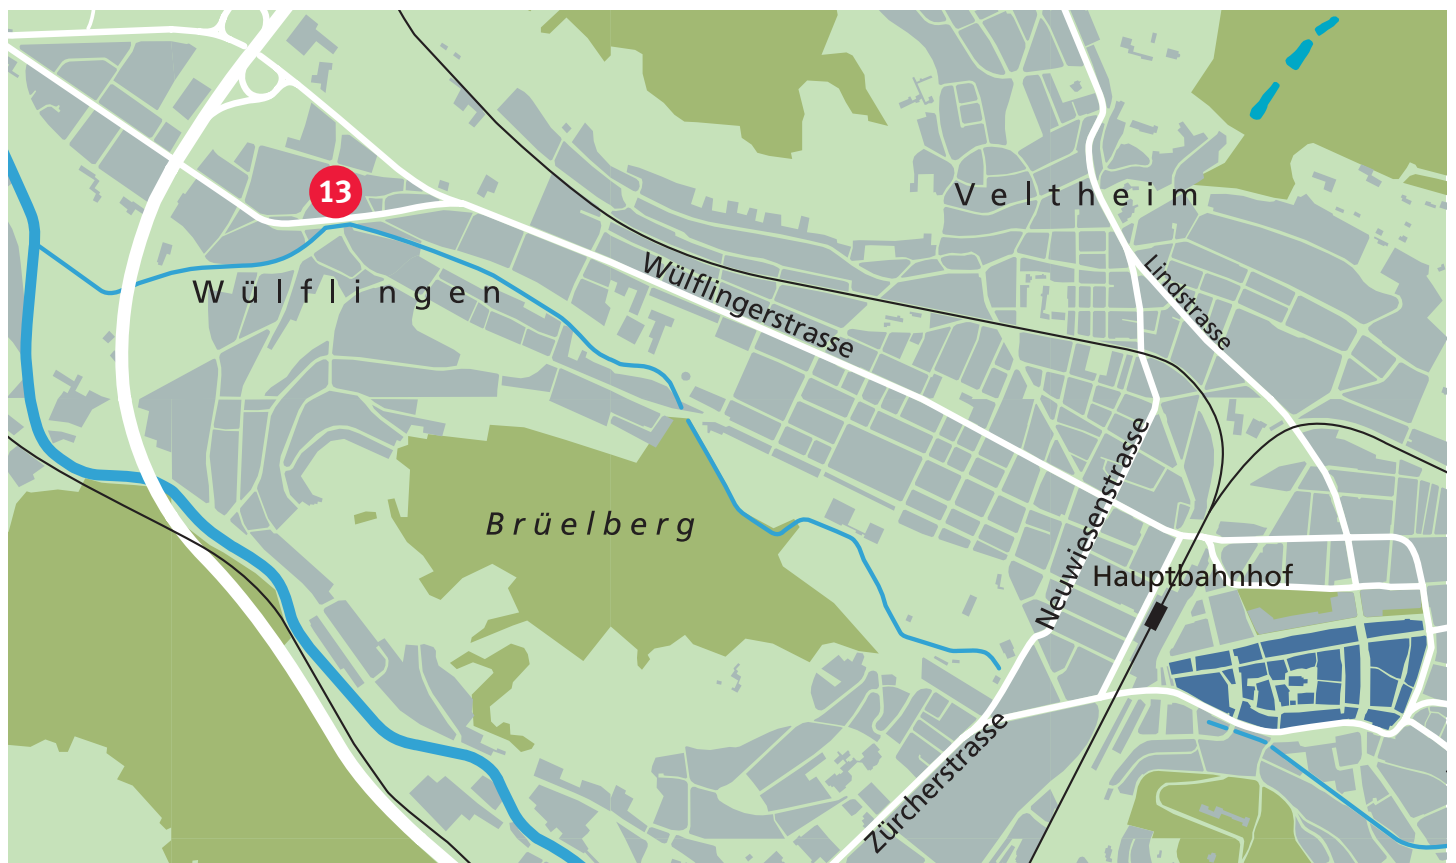 13
Veltheim
Wülflingen
Wülflingerstrasse
Lindstrasse
Brüelberg
Neuwiesenstrasse
Hauptbahnhof
Zürcherstrasse